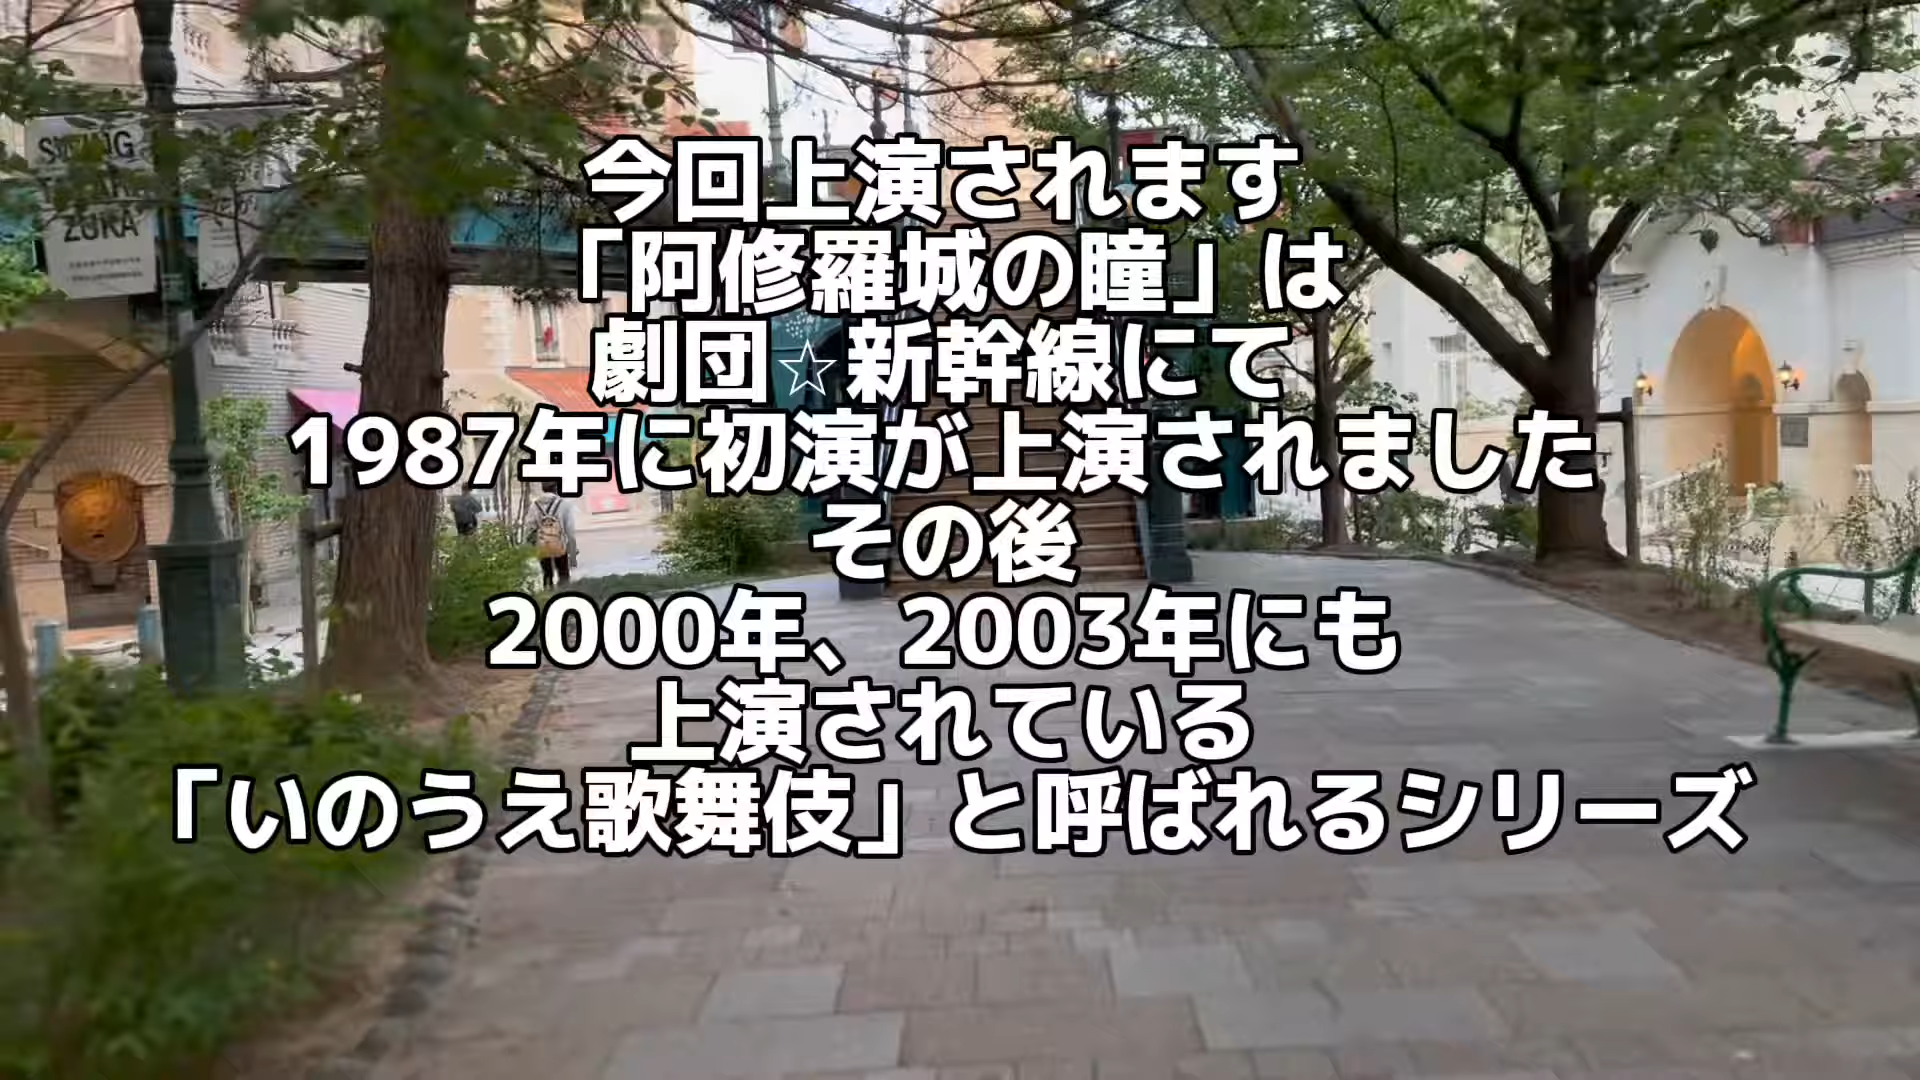 今回上演されます
「阿修羅城の瞳」は
劇団☆新幹線にて
1987年に初演が上演されました
その後
2000年、2003年にも
上演されている
「いのうえ歌舞伎」と呼ばれるシリーズ
ZUKA